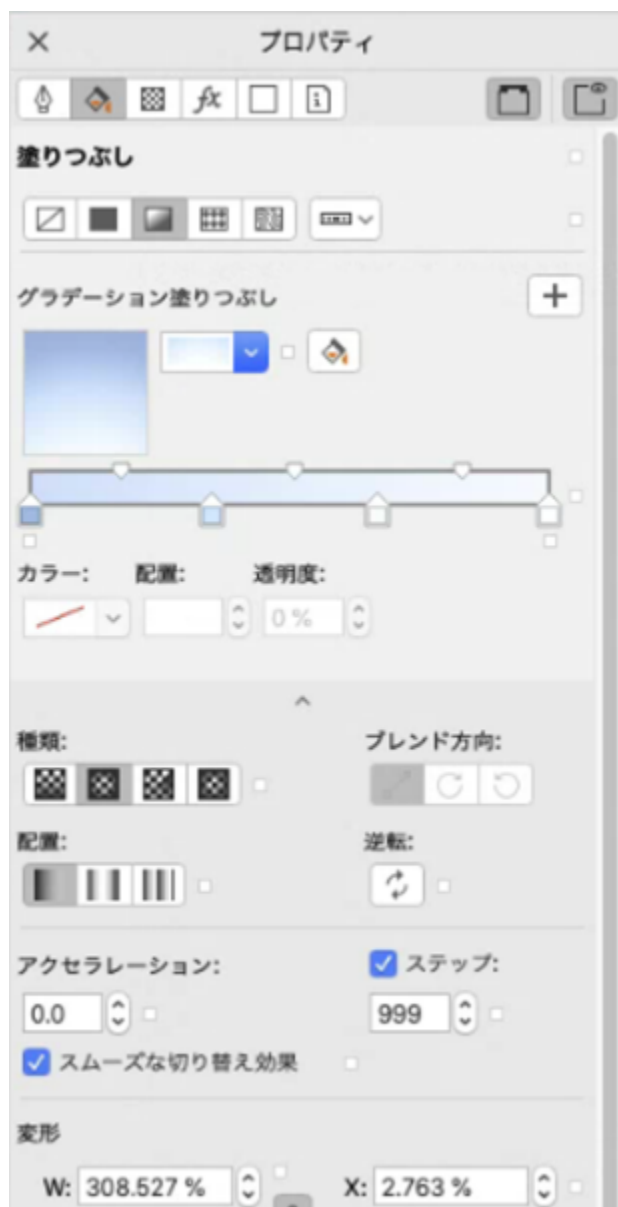 プロパティ
fx
塗りつぶし
グラデーション塗りつぶし
カラー: 配置: 透明度:
0 %
種類: ブレンド方向:
配置: 逆転:
アクセラレーション: ステップ:
0.0 999
スムーズな切り替え効果
変形
W: 308.527 % X: 2.763 %